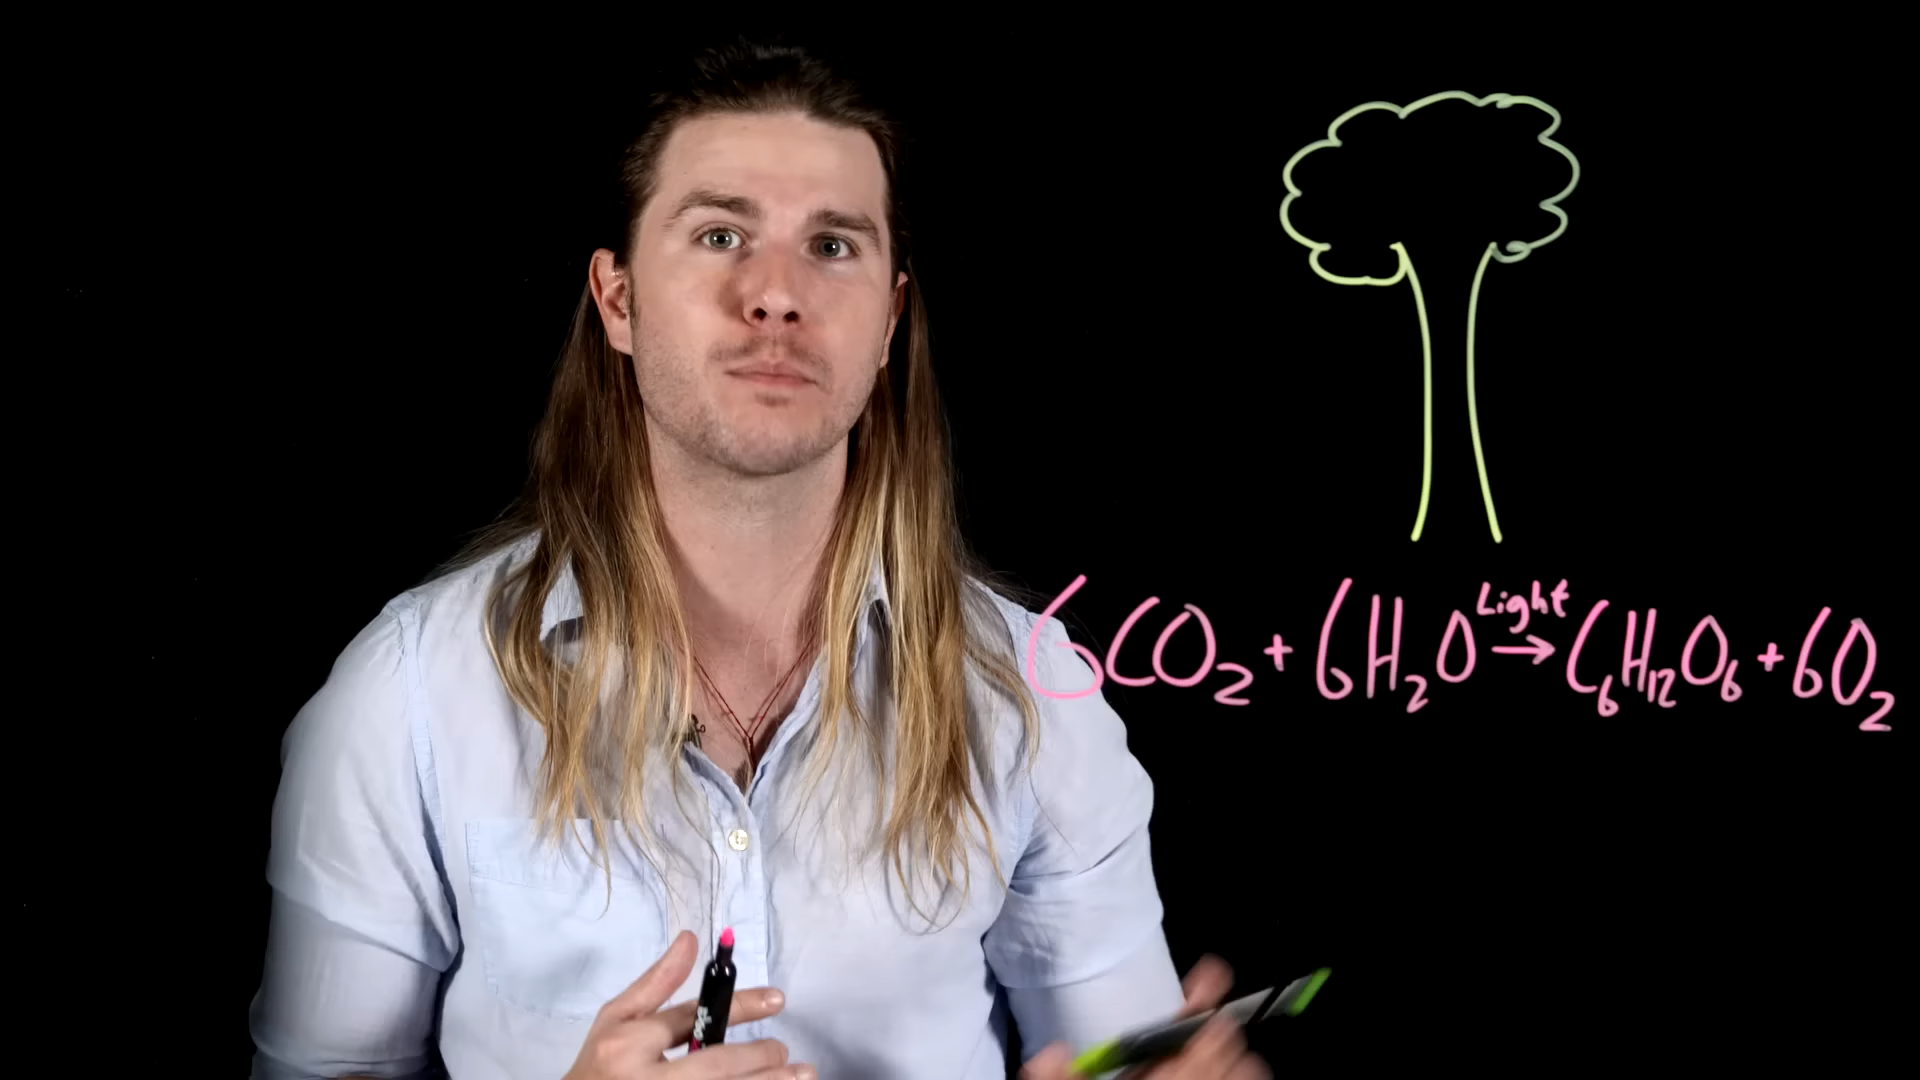 Light
6CO₂ + 6H₂O → C₆H₁₂O₆ + 6O₂